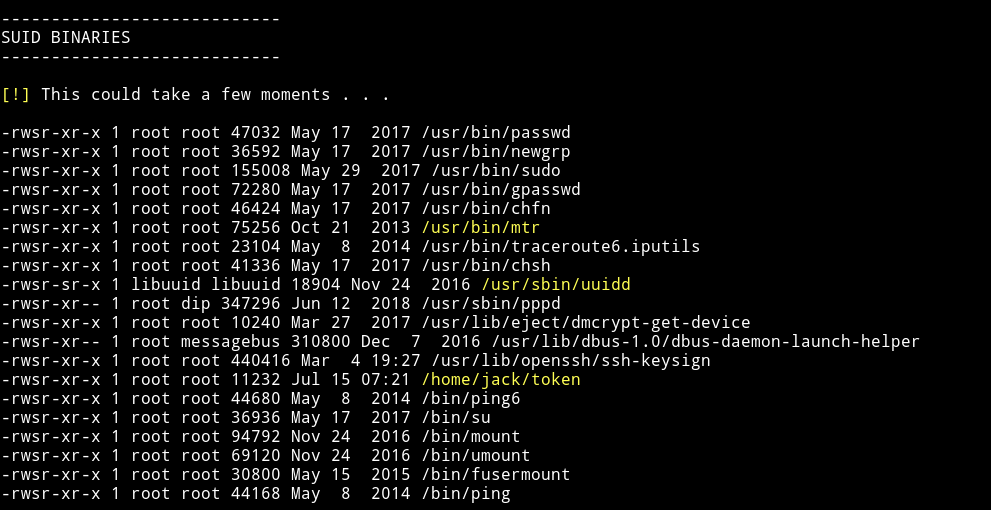 ----------------------------
SUID BINARIES
----------------------------
[!] This could take a few moments . . .
-rwsr-xr-x 1 root root 47032 May 17  2017 /usr/bin/passwd
-rwsr-xr-x 1 root root 36592 May 17  2017 /usr/bin/newgrp
-rwsr-xr-x 1 root root 155008 May 29  2017 /usr/bin/sudo
-rwsr-xr-x 1 root root 72280 May 17  2017 /usr/bin/gpasswd
-rwsr-xr-x 1 root root 46424 May 17  2017 /usr/bin/chfn
-rwsr-xr-x 1 root root 75256 Oct 21  2013 /usr/bin/mtr
-rwsr-xr-x 1 root root 23104 May  8  2014 /usr/bin/traceroute6.iputils
-rwsr-xr-x 1 root root 41336 May 17  2017 /usr/bin/chsh
-rwsr-sr-x 1 libuuid libuuid 18904 Nov 24  2016 /usr/sbin/uuidd
-rwsr-xr-- 1 root dip 347296 Jun 12  2018 /usr/sbin/pppd
-rwsr-xr-x 1 root root 10240 Mar 27  2017 /usr/lib/eject/dmcrypt-get-device
-rwsr-xr-- 1 root messagebus 310800 Dec  7  2016 /usr/lib/dbus-1.0/dbus-daemon-launch-helper
-rwsr-xr-x 1 root root 440416 Mar  4 19:27 /usr/lib/openssh/ssh-keysign
-rwsr-xr-x 1 root root 11232 Jul 15 07:21 /home/jack/token
-rwsr-xr-x 1 root root 44680 May  8  2014 /bin/ping6
-rwsr-xr-x 1 root root 36936 May 17  2017 /bin/su
-rwsr-xr-x 1 root root 94792 Nov 24  2016 /bin/mount
-rwsr-xr-x 1 root root 69120 Nov 24  2016 /bin/umount
-rwsr-xr-x 1 root root 30800 May 15  2015 /bin/fusermount
-rwsr-xr-x 1 root root 44168 May  8  2014 /bin/ping